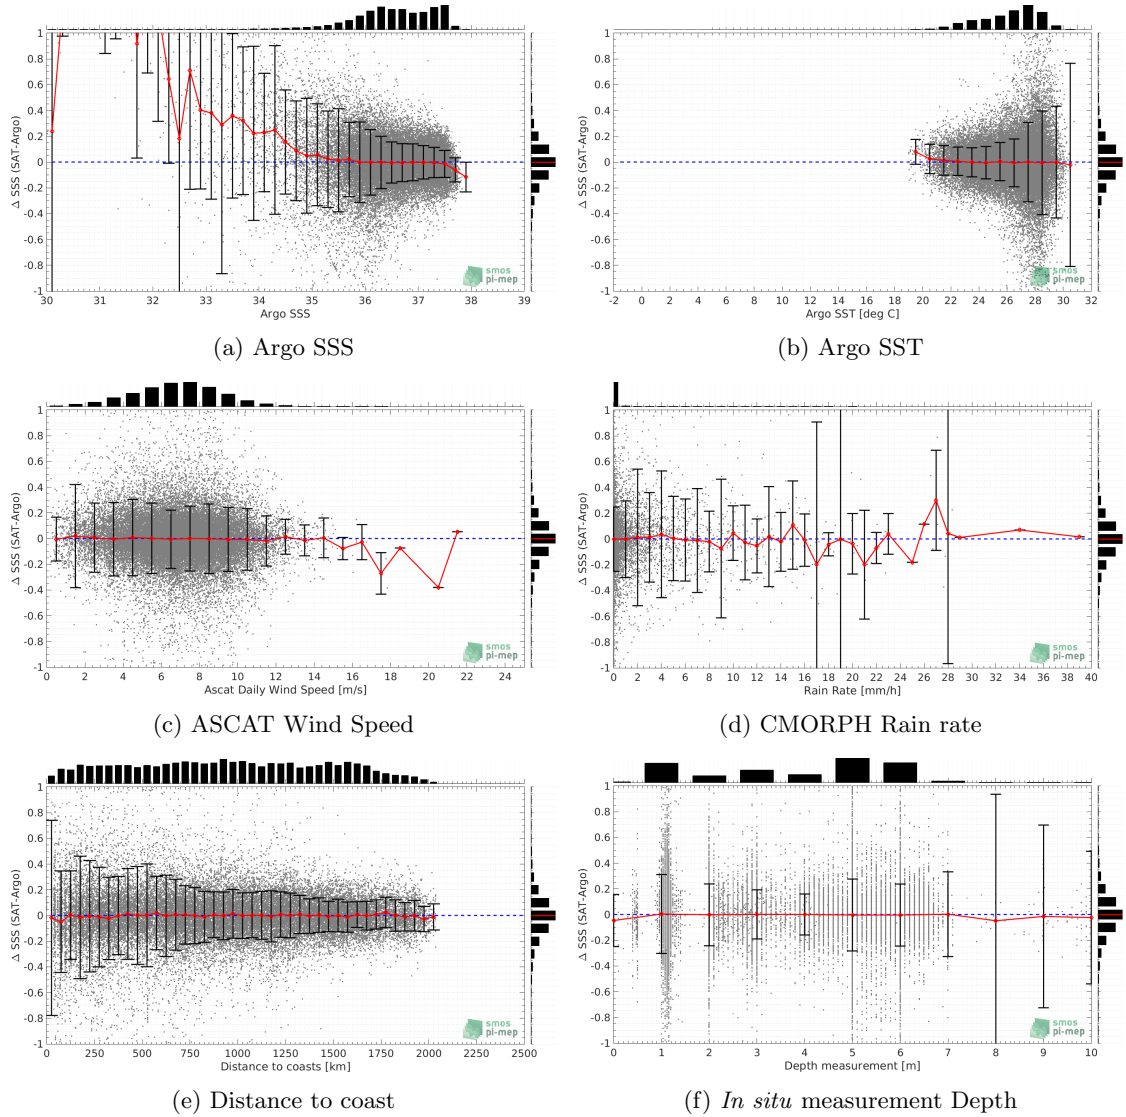 1
0.8
0.6
0.4
0.2
0
-0.2
-0.4
-0.6
-0.8
-1
Δ SSS (SAT-Argo)
30 31 32 33 34 35 36 37 38 39
Argo SSS
smos
pi-mep
(a) Argo SSS
1
0.8
0.6
0.4
0.2
0
-0.2
-0.4
-0.6
-0.8
-1
Δ SSS (SAT-Argo)
-2 0 2 4 6 8 10 12 14 16 18 20 22 24 26 28 30 32
Argo SST [deg C]
smos
pi-mep
(b) Argo SST
1
0.8
0.6
0.4
0.2
0
-0.2
-0.4
-0.6
-0.8
-1
Δ SSS (SAT-Argo)
0 2 4 6 8 10 12 14 16 18 20 22 24
Ascat Daily Wind Speed [m/s]
smos
pi-mep
(c) ASCAT Wind Speed
1
0.8
0.6
0.4
0.2
0
-0.2
-0.4
-0.6
-0.8
-1
Δ SSS (SAT-Argo)
0 2 4 6 8 10 12 14 16 18 20 22 24 26 28 30 32 34 36 38 40
Rain Rate [mm/h]
smos
pi-mep
(d) CMORPH Rain rate
1
0.8
0.6
0.4
0.2
0
-0.2
-0.4
-0.6
-0.8
-1
Δ SSS (SAT-Argo)
0 250 500 750 1000 1250 1500 1750 2000 2250 2500
Distance to coasts [km]
smos
pi-mep
(e) Distance to coast
1
0.8
0.6
0.4
0.2
0
-0.2
-0.4
-0.6
-0.8
-1
Δ SSS (SAT-Argo)
0 1 2 3 4 5 6 7 8 9 10
Depth measurement [m]
smos
pi-mep
(f) In situ measurement Depth